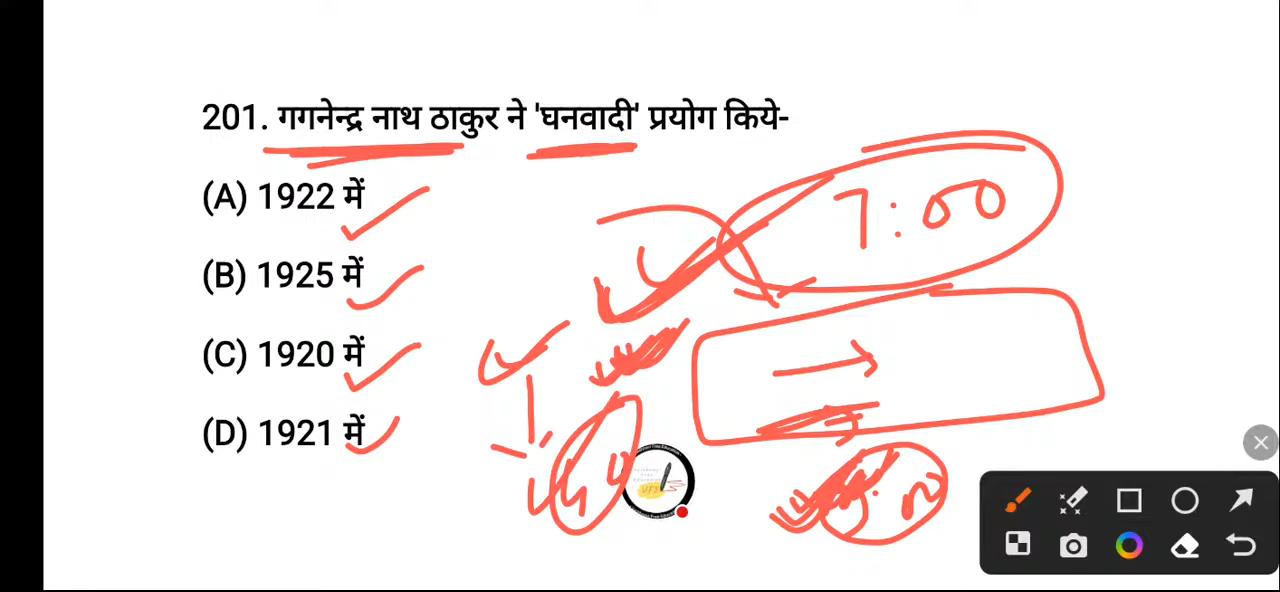 201. गगनेन्द्र नाथ ठाकुर ने 'घनवादी' प्रयोग किये-
(A) 1922 में
7:00
(B) 1925 में
(C) 1920 में
(D) 1921 में